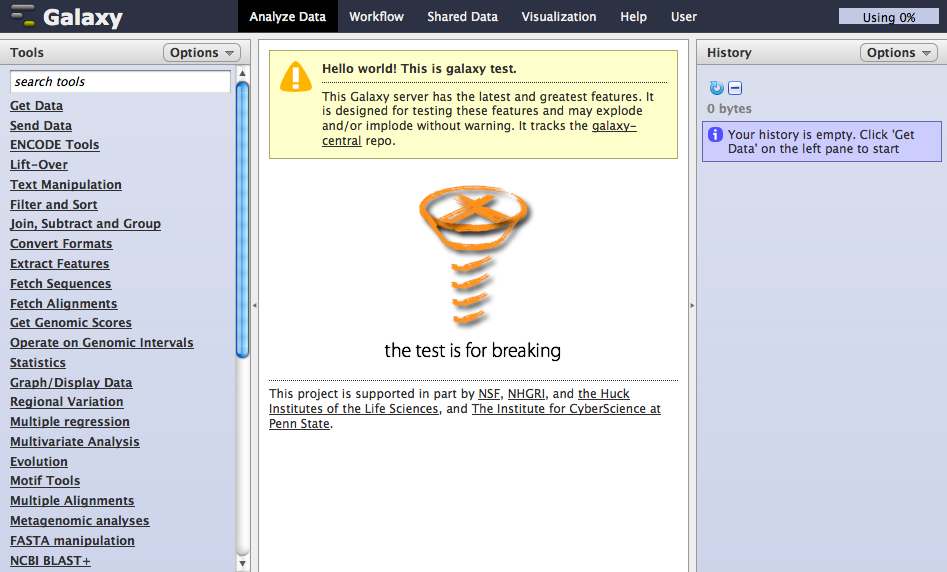 Galaxy
Analyze Data
Workflow
Shared Data
Visualization
Help
User
Using 0%
Tools
Options
search tools
Get Data
Send Data
ENCODE Tools
Lift-Over
Text Manipulation
Filter and Sort
Join, Subtract and Group
Convert Formats
Extract Features
Fetch Sequences
Fetch Alignments
Get Genomic Scores
Operate on Genomic Intervals
Statistics
Graph/Display Data
Regional Variation
Multiple regression
Multivariate Analysis
Evolution
Motif Tools
Multiple Alignments
Metagenomic analyses
FASTA manipulation
NCBI BLAST+
Hello world! This is galaxy test.
This Galaxy server has the latest and greatest features. It
is designed for testing these features and may explode
and/or implode without warning. It tracks the galaxy-
central repo.
the test is for breaking
This project is supported in part by NSF, NHGRI, and the Huck
Institutes of the Life Sciences, and The Institute for CyberScience at
Penn State.
History
Options
0 bytes
Your history is empty. Click 'Get
Data' on the left pane to start